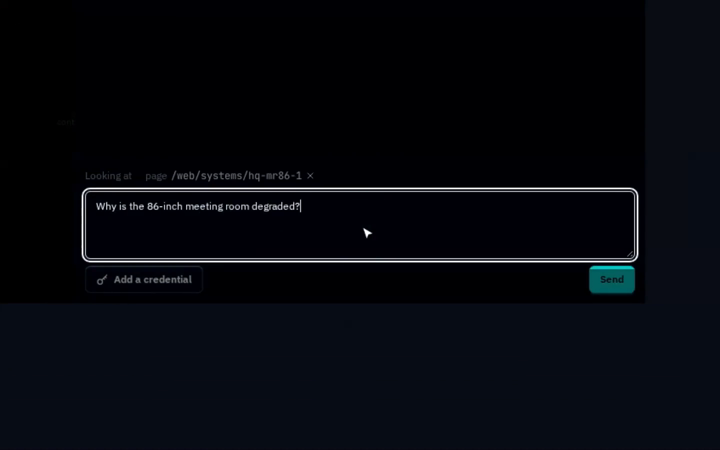 Looking at page /web/systems/hq-mr86-1 ×
Why is the 86-inch meeting room degraded?
Add a credential
Send